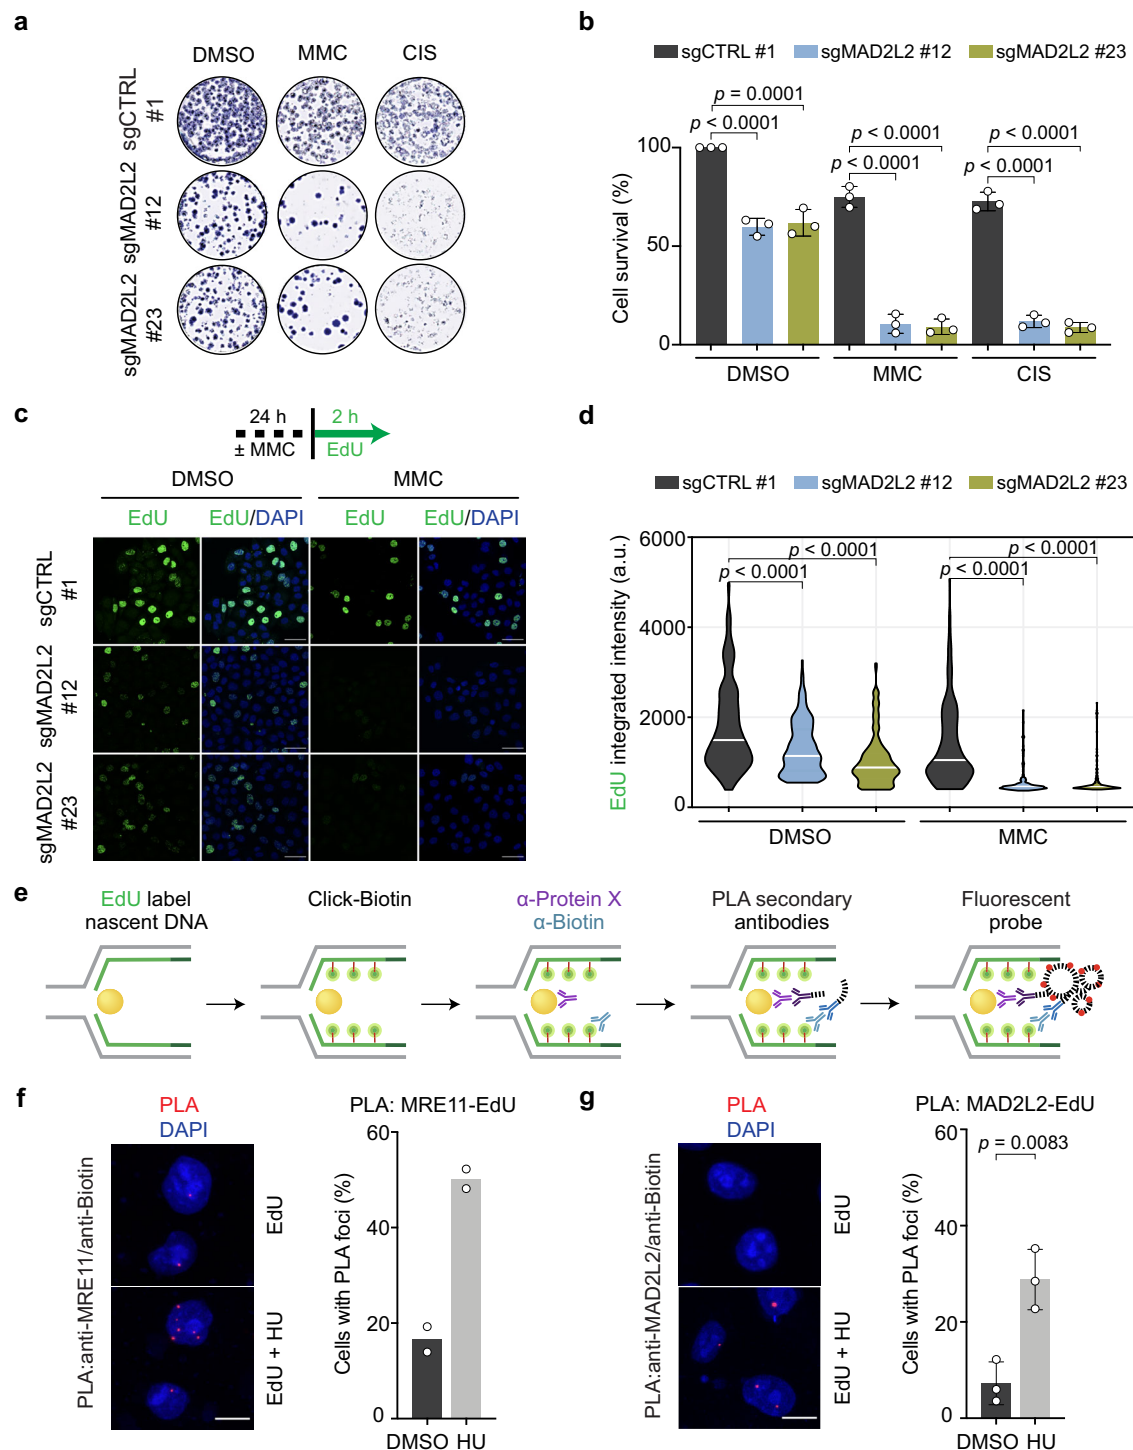 a
DMSO MMC CIS
sgCTRL #1
sgMAD2L2 #12
sgMAD2L2 #23
b
sgCTRL #1 sgMAD2L2 #12 sgMAD2L2 #23
p = 0.0001
p < 0.0001
p < 0.0001
p < 0.0001
p < 0.0001
p < 0.0001
Cell survival (%)
100
50
0
DMSO MMC CIS
c
24 h 2 h
± MMC EdU
DMSO MMC
EdU EdU/DAPI EdU EdU/DAPI
sgCTRL #1
sgMAD2L2 #12
sgMAD2L2 #23
d
sgCTRL #1 sgMAD2L2 #12 sgMAD2L2 #23
EdU integrated intensity (a.u.)
6000
4000
2000
0
p < 0.0001
p < 0.0001
p < 0.0001
p < 0.0001
DMSO MMC
e
EdU label nascent DNA
Click-Biotin
α-Protein X
α-Biotin
PLA secondary antibodies
Fluorescent probe
f
PLA
DAPI
PLA:anti-MRE11/anti-Biotin
EdU
EdU + HU
PLA: MRE11-EdU
Cells with PLA foci (%)
60
40
20
0
DMSO HU
g
PLA
DAPI
PLA:anti-MAD2L2/anti-Biotin
EdU
EdU + HU
PLA: MAD2L2-EdU
p = 0.0083
Cells with PLA foci (%)
60
40
20
0
DMSO HU